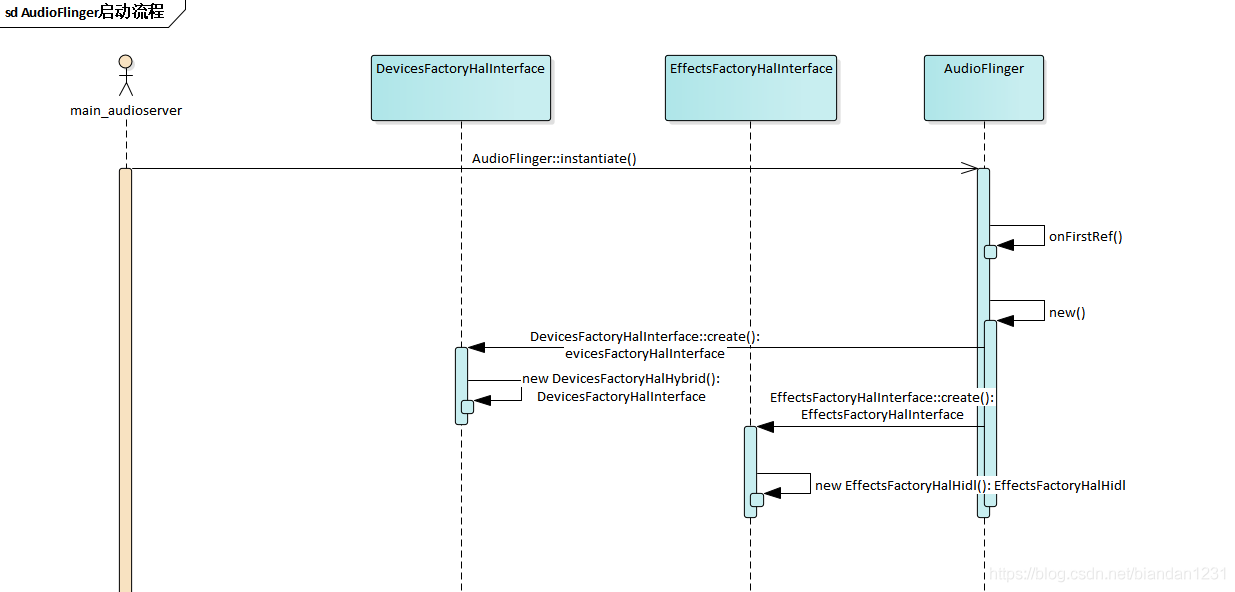 sd AudioFlinger启动流程
main_audioserver
DevicesFactoryHalInterface
EffectsFactoryHalInterface
AudioFlinger
AudioFlinger::instantiate()
onFirstRef()
new()
DevicesFactoryHalInterface::create():
evicesFactoryHalInterface
new DevicesFactoryHalHybrid():
DevicesFactoryHalInterface
EffectsFactoryHalInterface::create():
EffectsFactoryHalInterface
new EffectsFactoryHalHidl(): EffectsFactoryHalHidl
https://blog.csdn.net/biandan1231